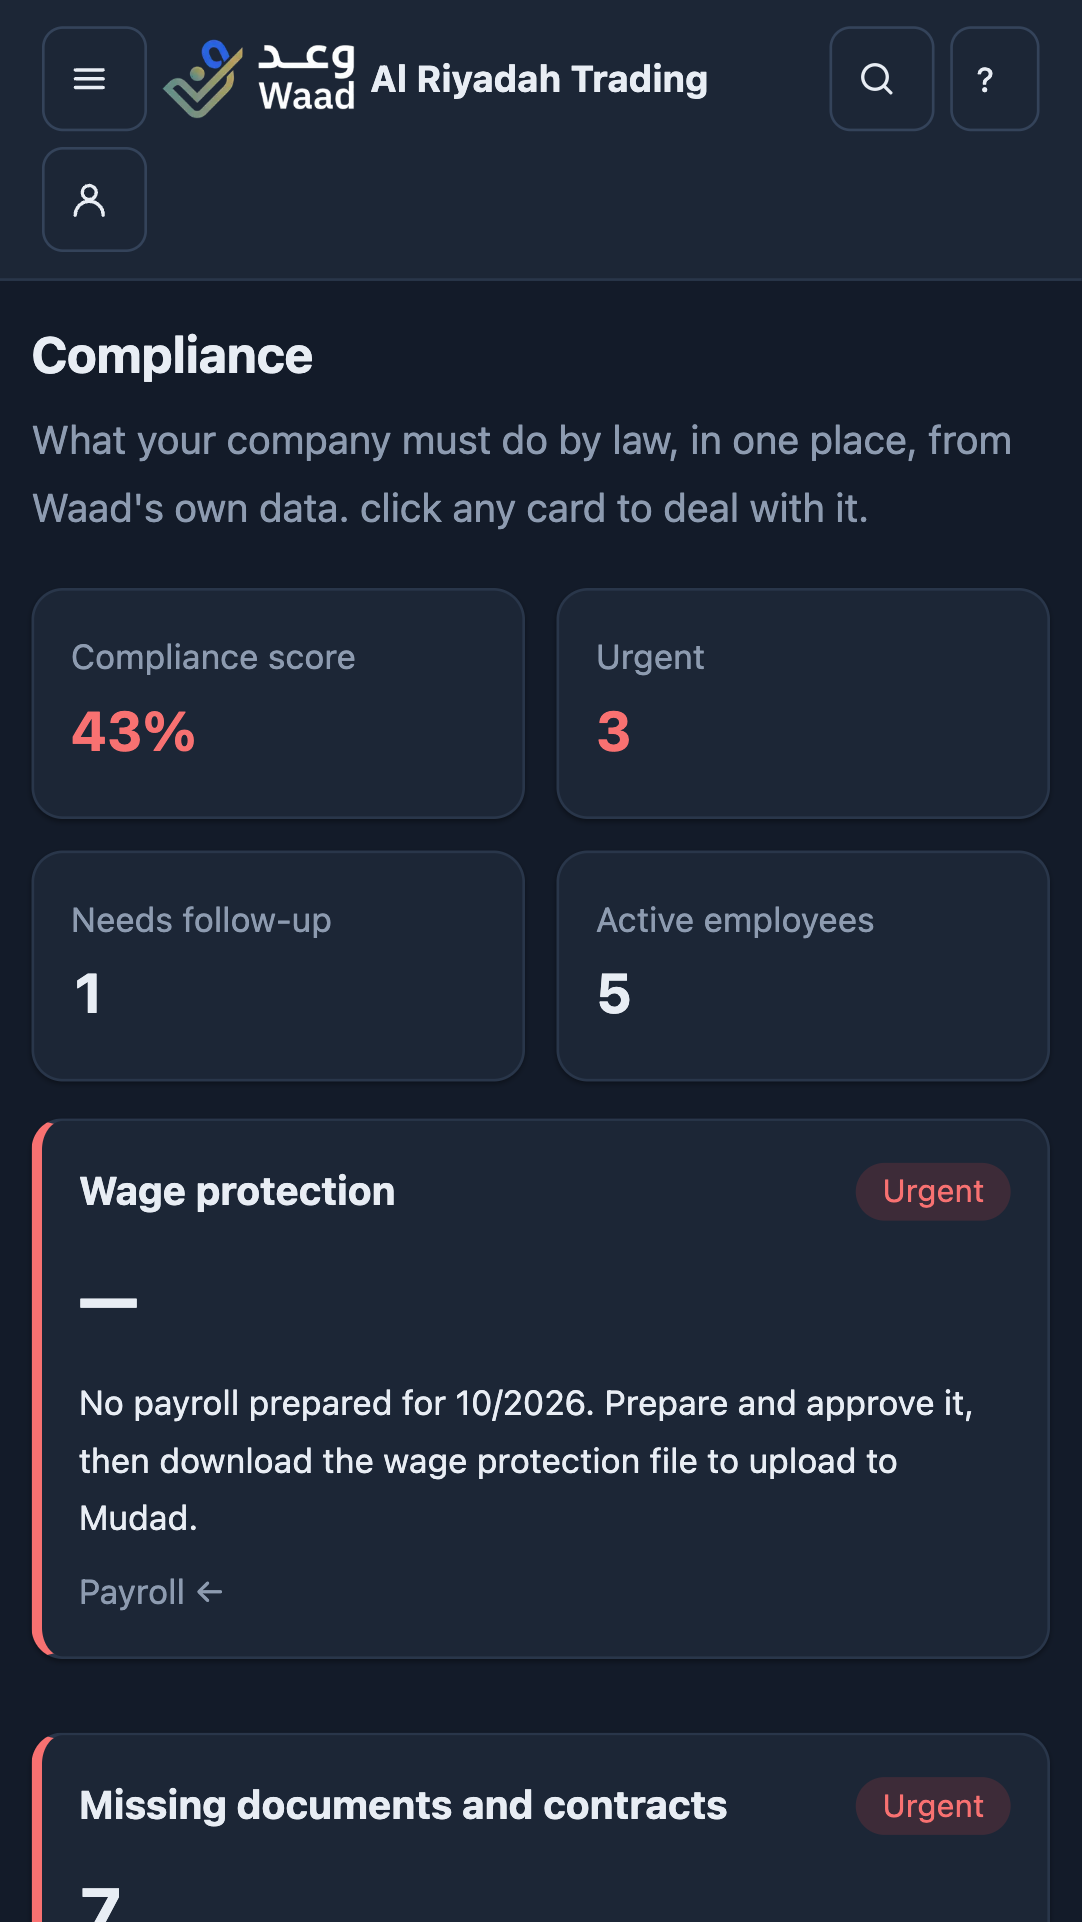 وعد
Waad
Al Riyadah Trading
?
Compliance
What your company must do by law, in one place, from
Waad's own data. click any card to deal with it.
Compliance score
43%
Urgent
3
Needs follow-up
1
Active employees
5
Wage protection
Urgent
—
No payroll prepared for 10/2026. Prepare and approve it,
then download the wage protection file to upload to
Mudad.
Payroll ←
Missing documents and contracts
Urgent
7